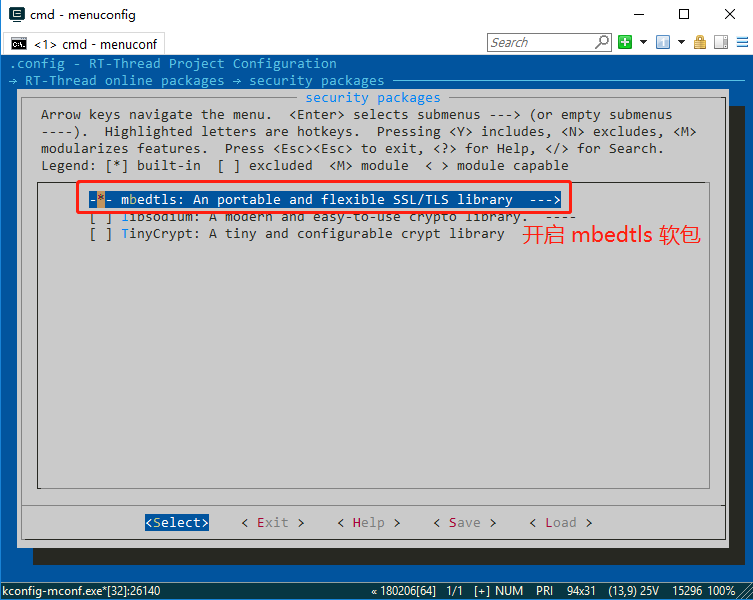 cmd - menuconfig
<1> cmd - menuconf
Search
.config - RT-Thread Project Configuration
→ RT-Thread online packages → security packages
security packages
Arrow keys navigate the menu.  <Enter> selects submenus ---> (or empty submenus
----).  Highlighted letters are hotkeys.  Pressing <Y> includes, <N> excludes, <M>
modularizes features.  Press <Esc><Esc> to exit, <?> for Help, </> for Search.
Legend: [*] built-in  [ ] excluded  <M> module  < > module capable
-*- mbedtls: An portable and flexible SSL/TLS library  --->
[ ] libsodium: A modern and easy-to-use crypto library.  ----
[ ] TinyCrypt: A tiny and configurable crypt library
开启 mbedtls 软包
<Select>    < Exit >    < Help >    < Save >    < Load >
kconfig-mconf.exe*[32]:26140    « 180206[64]  1/1  [+] NUM  PRI  94x31  (13,9) 25V  15296 100%